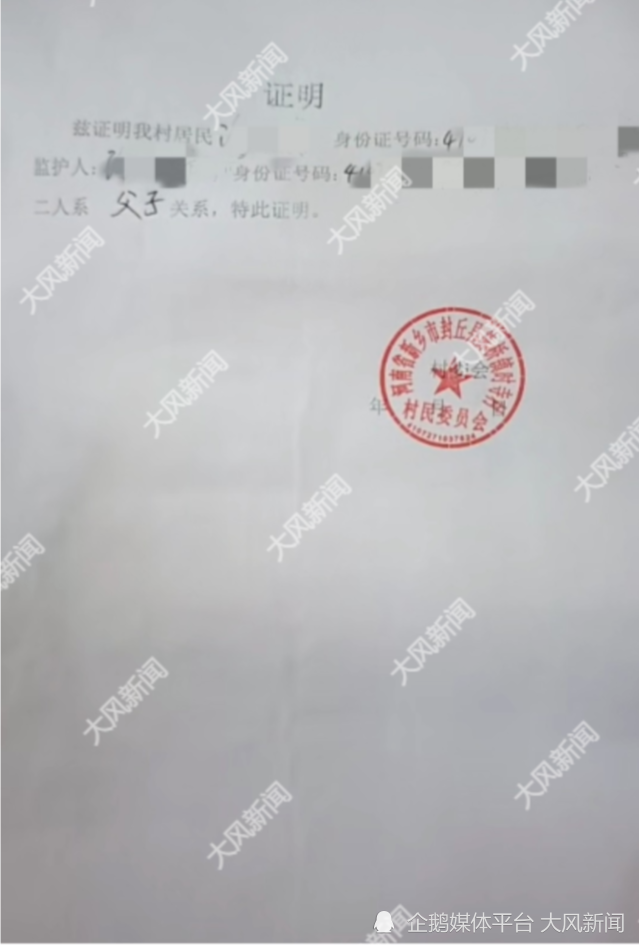 证明
兹证明我村居民 身份证号码:41
监护人: 身份证号码:41
二人系 父子 关系，特此证明。
河南省新乡市封丘县 村
会
村民委员会
年 月 日
大风新闻
大风新闻
大风新闻
大风新闻
大风新闻
大风新闻
大风新闻
大风新闻
大风新闻
大风新闻
大风新闻
大风新闻
大风新闻
企鹅媒体平台 大风新闻